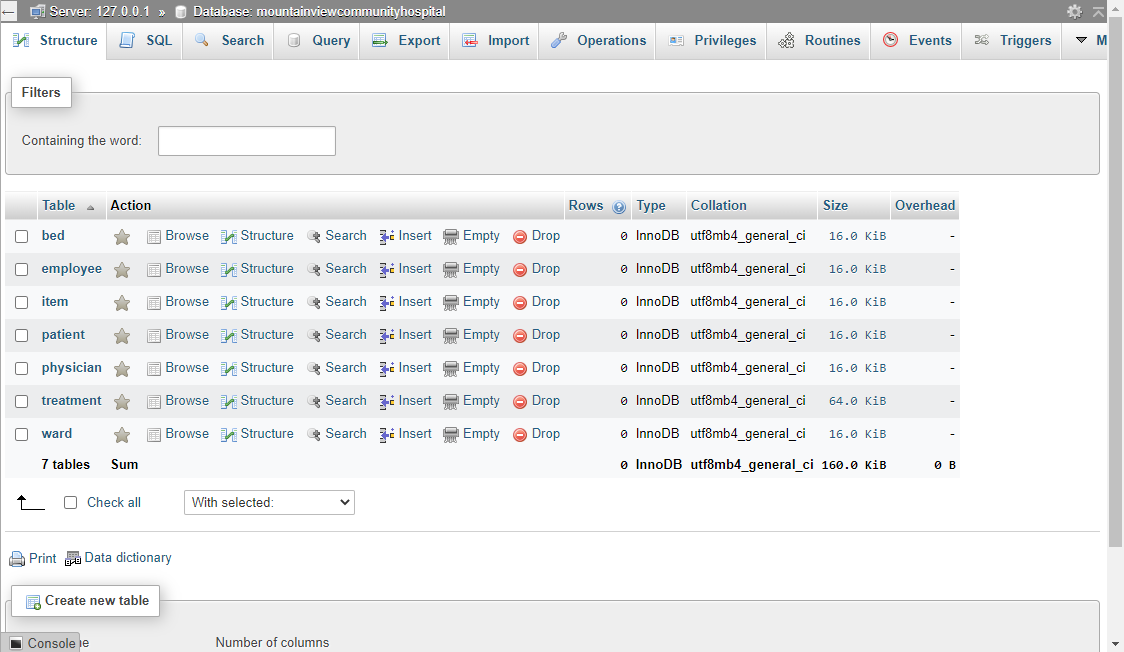 Server: 127.0.0.1 » Database: mountainviewcommunityhospital
Structure SQL Search Query Export Import Operations Privileges Routines Events Triggers M
Filters
Containing the word:
Table Action Rows Type Collation Size Overhead
bed Browse Structure Search Insert Empty Drop 0 InnoDB utf8mb4_general_ci 16.0 KiB -
employee Browse Structure Search Insert Empty Drop 0 InnoDB utf8mb4_general_ci 16.0 KiB -
item Browse Structure Search Insert Empty Drop 0 InnoDB utf8mb4_general_ci 16.0 KiB -
patient Browse Structure Search Insert Empty Drop 0 InnoDB utf8mb4_general_ci 16.0 KiB -
physician Browse Structure Search Insert Empty Drop 0 InnoDB utf8mb4_general_ci 16.0 KiB -
treatment Browse Structure Search Insert Empty Drop 0 InnoDB utf8mb4_general_ci 64.0 KiB -
ward Browse Structure Search Insert Empty Drop 0 InnoDB utf8mb4_general_ci 16.0 KiB -
7 tables Sum 0 InnoDB utf8mb4_general_ci 160.0 KiB 0 B
Check all With selected:
Print Data dictionary
Create new table
Console ne Number of columns